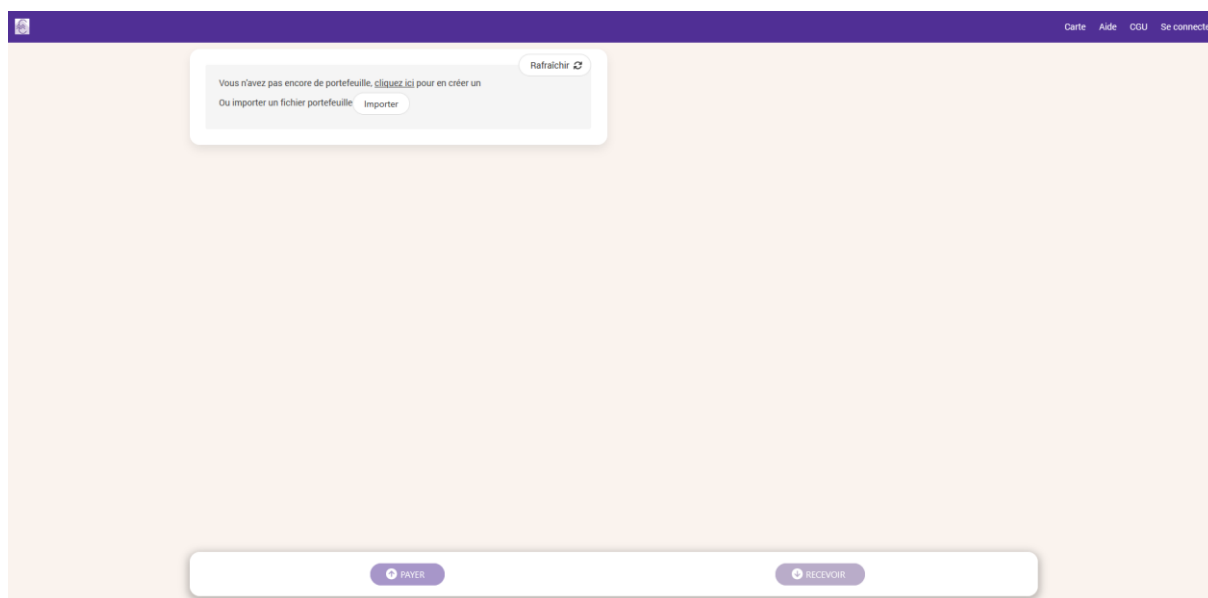 Carte Aide CGU Se connecte
Rafraîchir
Vous n'avez pas encore de portefeuille, cliquez ici pour en créer un
Ou importer un fichier portefeuille Importer
PAYER RECEVOIR